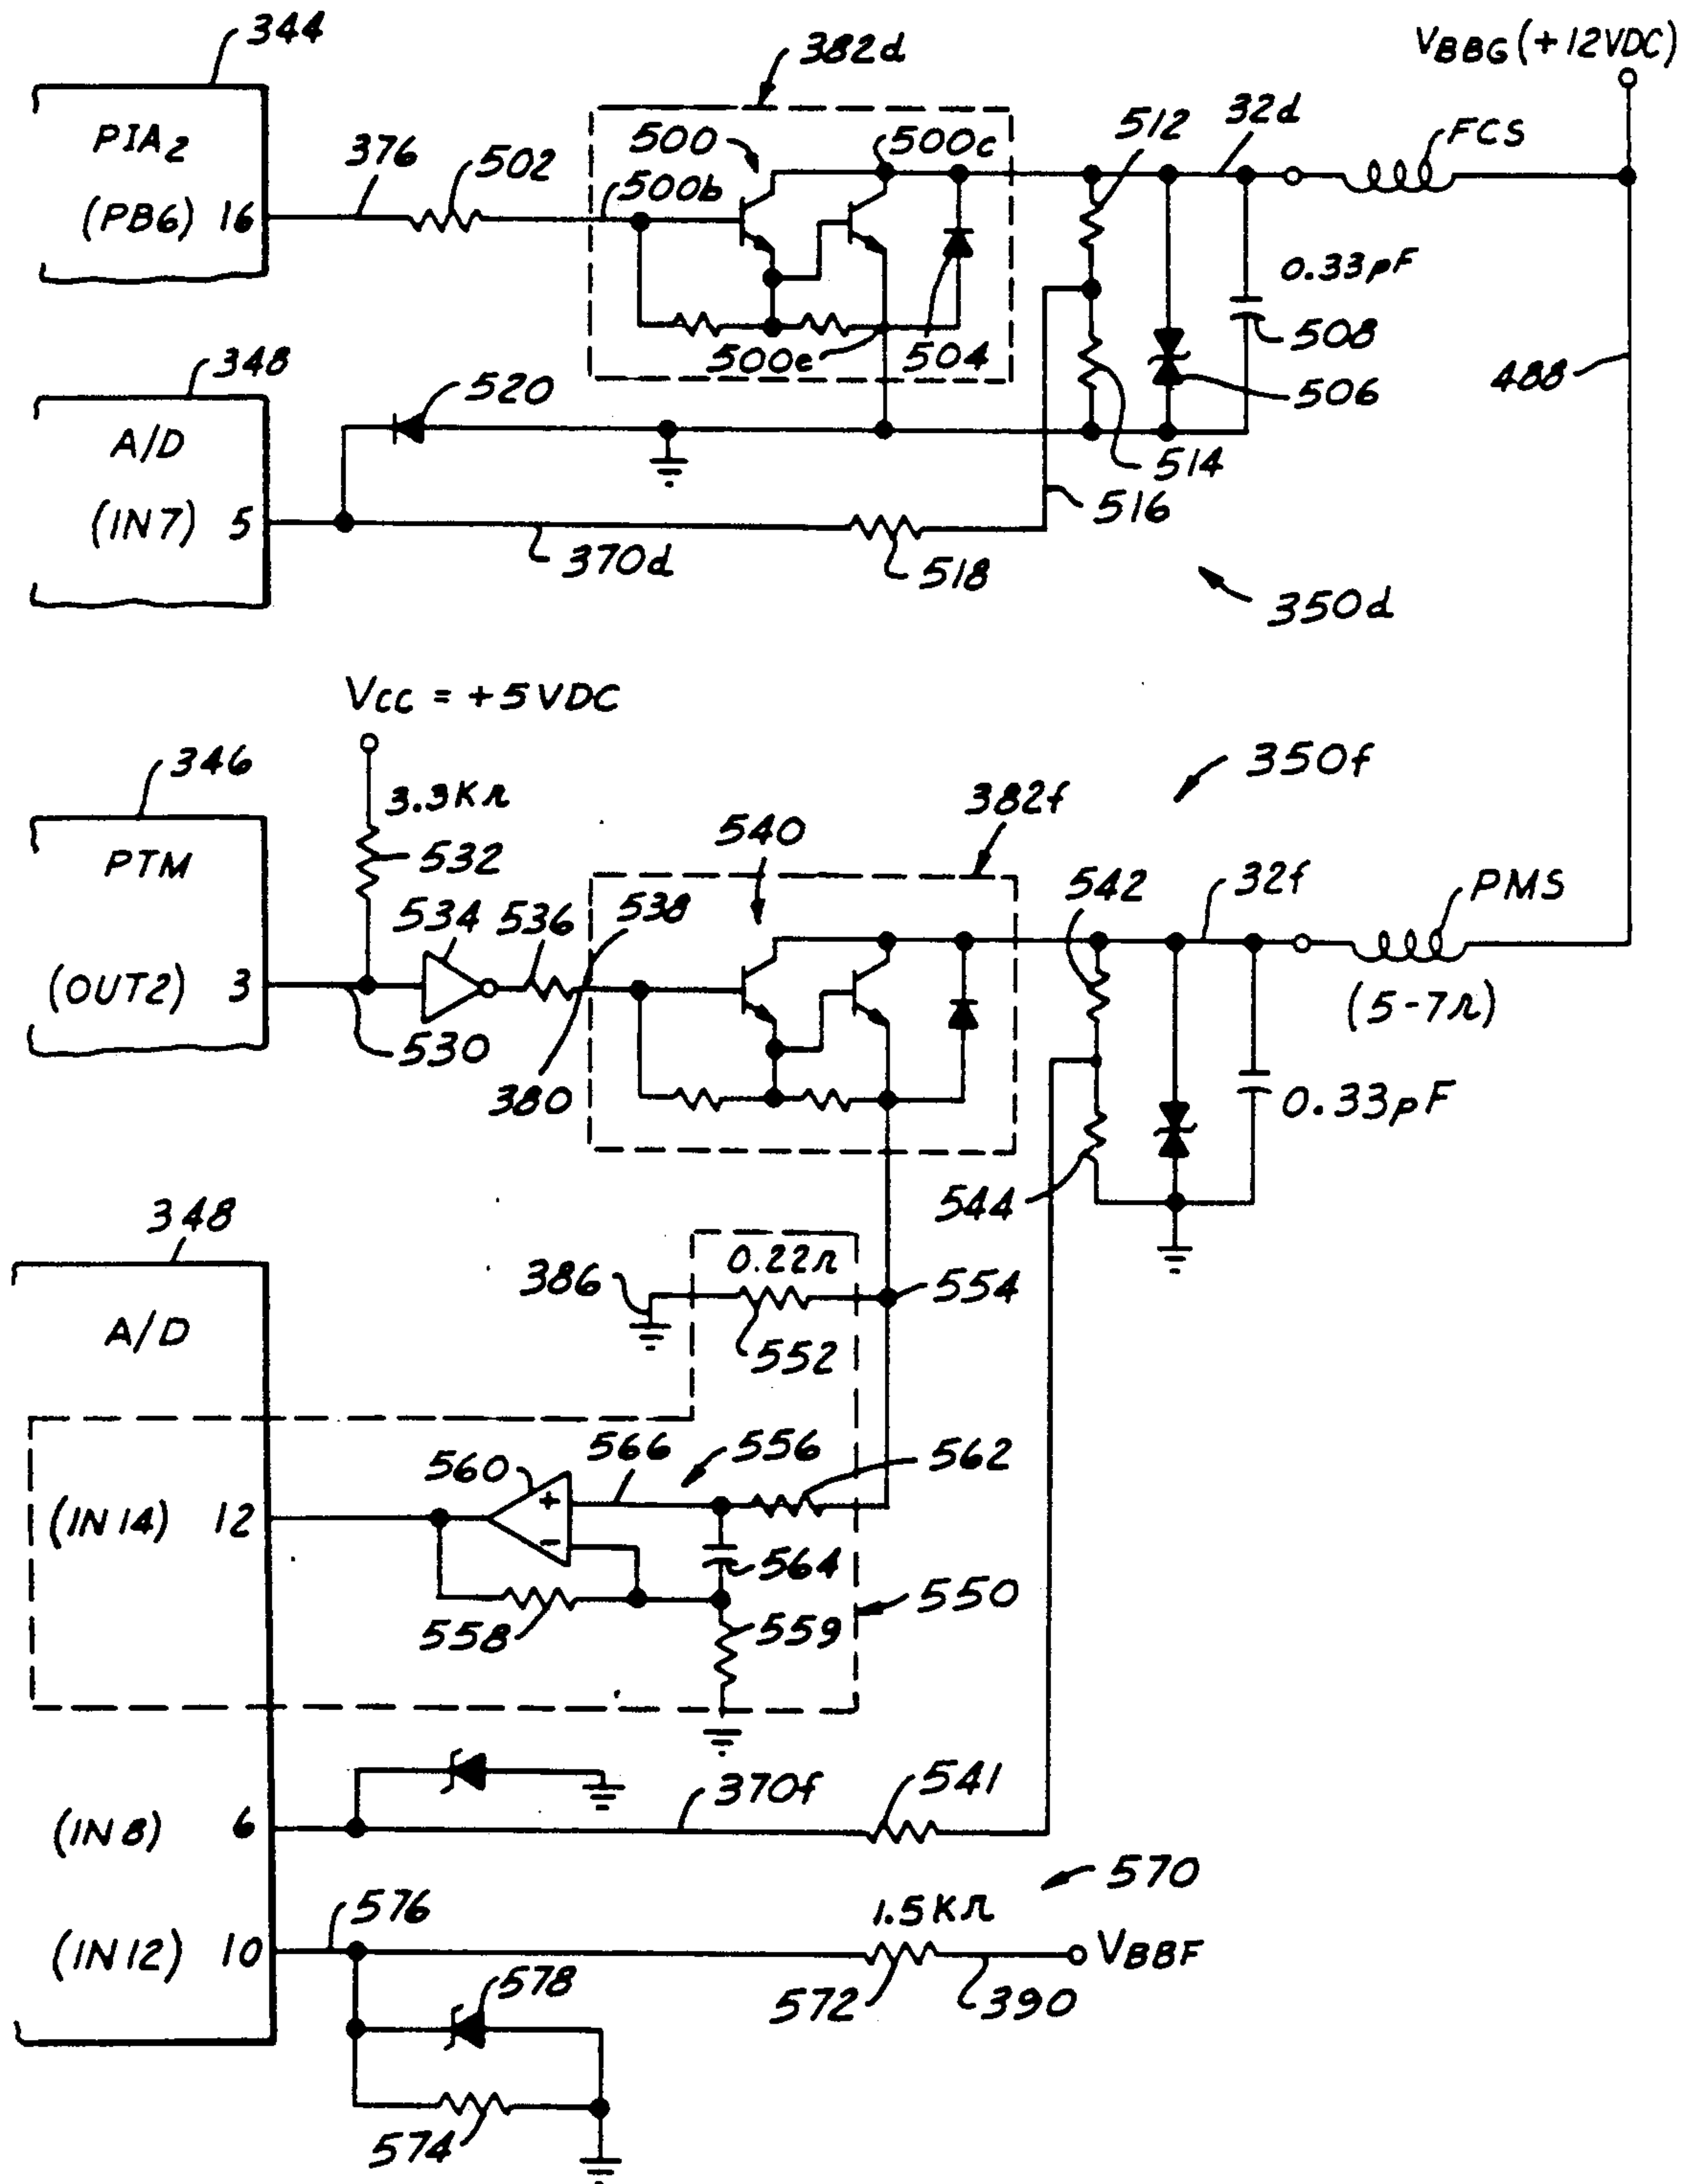 344
382d
VBBG (+12VDC)
PIA2
(PB6) 16
376
502
500
500b
500c
512
32d
FCS
0.33pF
508
500e
504
506
488
348
A/D
(IN7) 5
520
514
516
370d
518
350d
Vcc = +5VDC
346
3.3KΩ
532
350f
382f
540
PTM
(OUT2) 3
534
536
538
542
32f
PMS
(5-7Ω)
530
380
0.33pF
544
348
A/D
386
0.22Ω
554
552
566
556
562
560
+
-
(IN14) 12
564
550
558
559
370f
541
(IN8) 6
570
576
1.5KΩ
(IN12) 10
VBBF
578
572
390
574